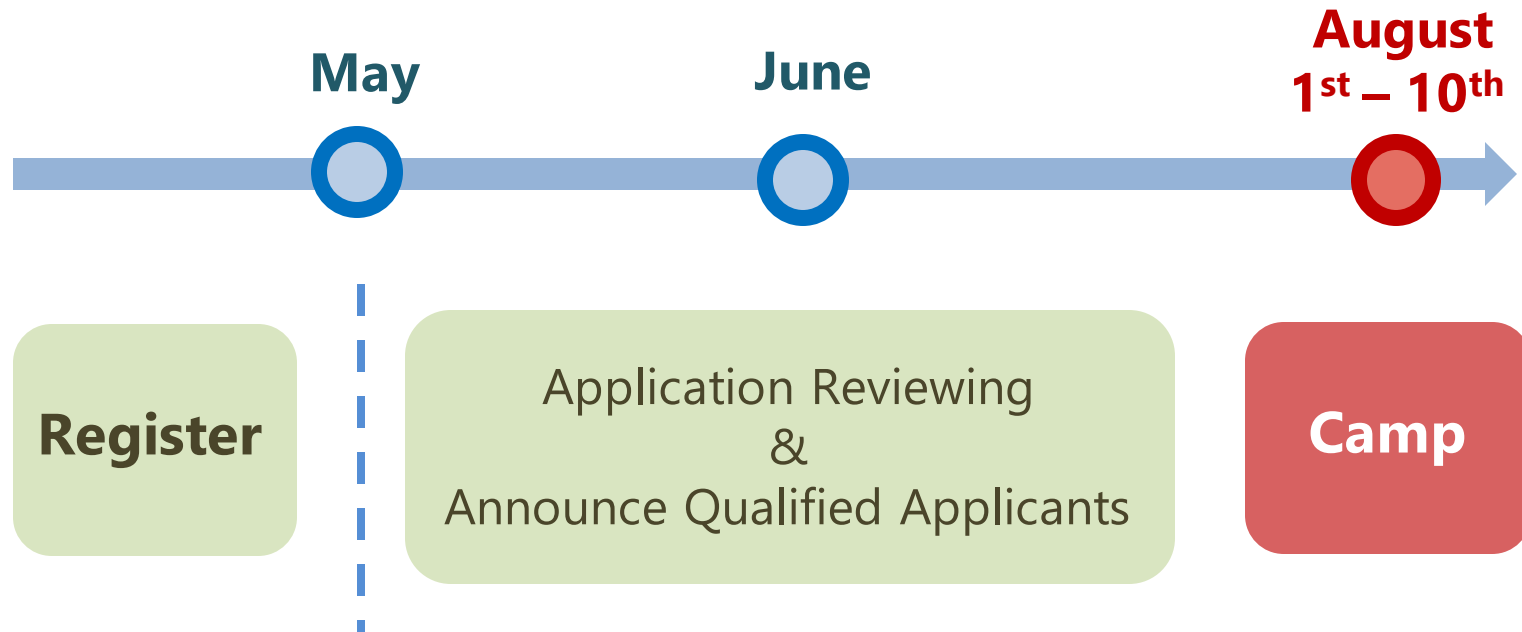 May
June
August
1st – 10th
Register
Application Reviewing
&
Announce Qualified Applicants
Camp